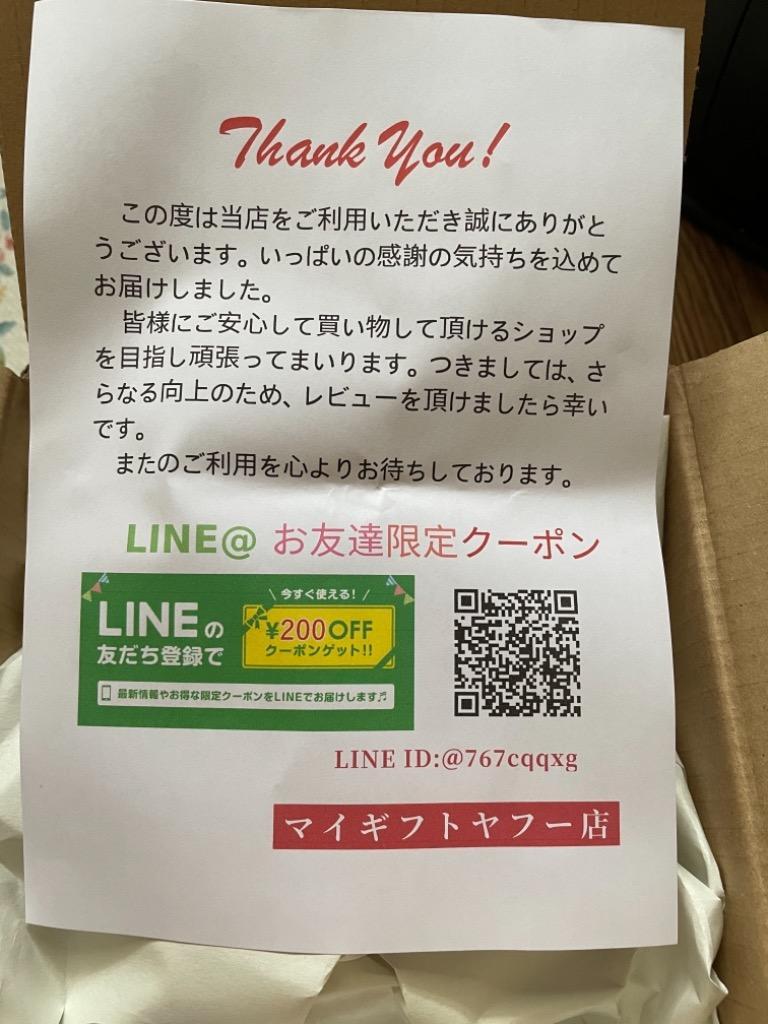 Thank You!
この度は当店をご利用いただき誠にありがと
うございます。いっぱいの感謝の気持ちを込めて
お届けしました。
皆様にご安心して買い物して頂けるショップ
を目指し頑張ってまいります。つきましては、さ
らなる向上のため、レビューを頂けましたら幸い
です。
またのご利用を心よりお待ちしております。
LINE@ お友達限定クーポン
\ 今すぐ使える! /
LINEの
友だち登録で
¥200OFF
クーポンゲット!!
最新情報やお得な限定クーポンをLINEでお届けします♬
LINE ID:@767cqqxg
マイギフトヤフー店